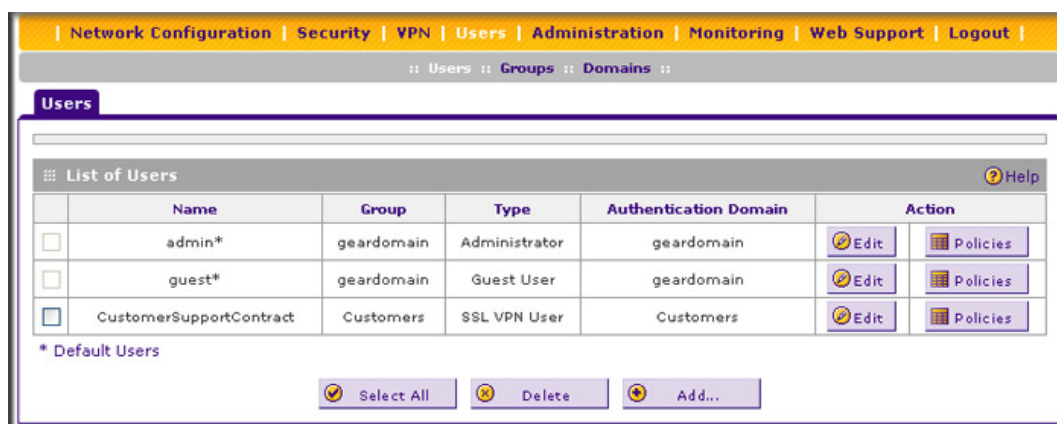 | Network Configuration | Security | VPN | Users | Administration | Monitoring | Web Support | Logout |
:: Users :: Groups :: Domains ::
Users
List of Users
Help
Name Group Type Authentication Domain Action
admin* geardomain Administrator geardomain Edit Policies
guest* geardomain Guest User geardomain Edit Policies
CustomerSupportContract Customers SSL VPN User Customers Edit Policies
* Default Users
Select All Delete Add...